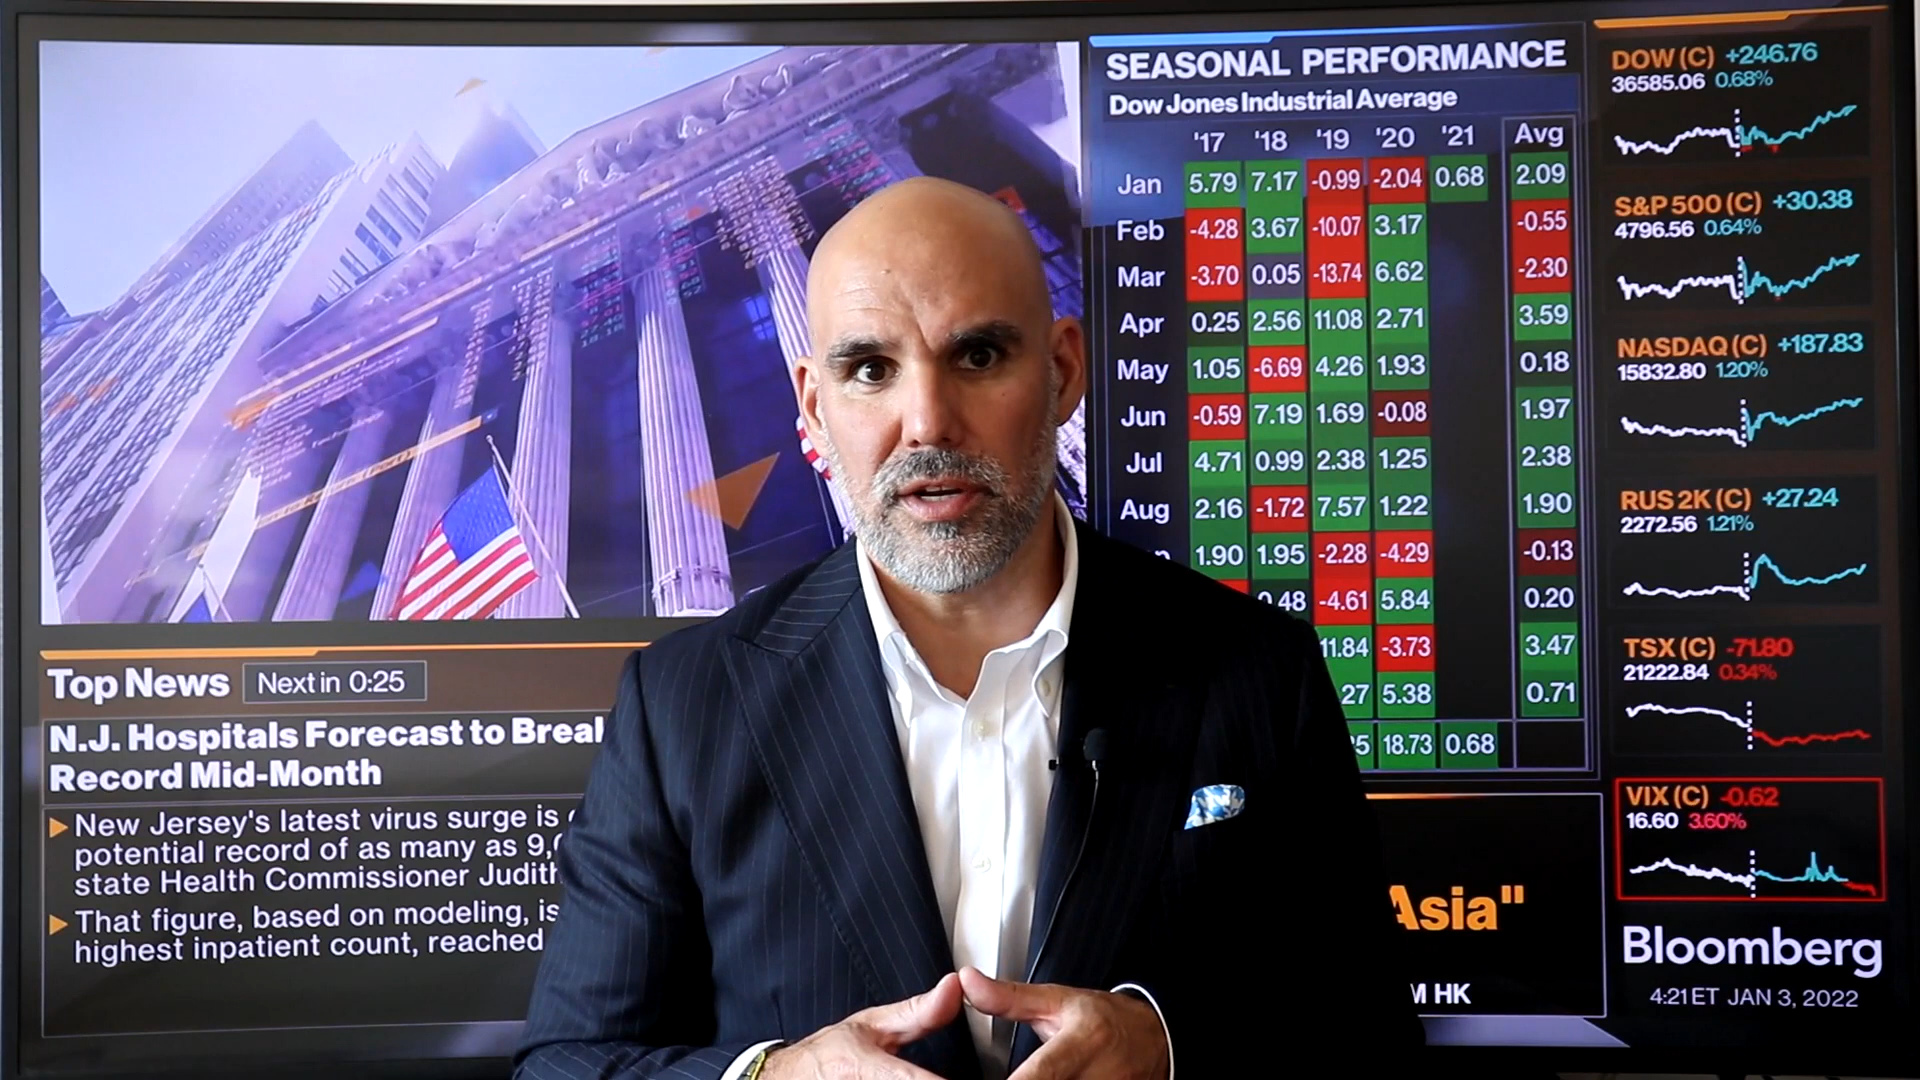 SEASONAL PERFORMANCE
Dow Jones Industrial Average
'17 '18 '19 '20 '21 Avg
Jan 5.79 7.17 -0.99 -2.04 0.68 2.09
Feb -4.28 3.67 -10.07 3.17 -0.55
Mar -3.70 0.05 -13.74 6.62 -2.30
Apr 0.25 2.56 11.08 2.71 3.59
May 1.05 -6.69 4.26 1.93 0.18
Jun -0.59 7.19 1.69 -0.08 1.97
Jul 4.71 0.99 2.38 1.25 2.38
Aug 2.16 -1.72 7.57 1.22 1.90
1.90 1.95 -2.28 -4.29 -0.13
0.48 -4.61 5.84 0.20
11.84 -3.73 3.47
27 5.38 0.71
18.73 0.68
DOW (C) +246.76
36585.06 0.68%
S&P 500 (C) +30.38
4796.56 0.64%
NASDAQ (C) +187.83
15832.80 1.20%
RUS 2K (C) +27.24
2272.56 1.21%
TSX (C) -71.80
21222.84 0.34%
VIX (C) -0.62
16.60 3.60%
Top News Next in 0:25
N.J. Hospitals Forecast to Break
Record Mid-Month
New Jersey's latest virus surge is
potential record of as many as 9,0
state Health Commissioner Judith
That figure, based on modeling, is
highest inpatient count, reached
Asia"
M HK
Bloomberg
4:21 ET JAN 3, 2022